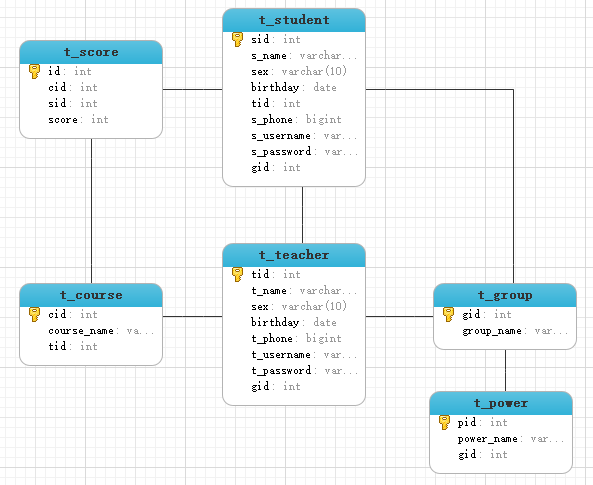 t_student
sid: int
s_name: varchar...
sex: varchar(10)
birthday: date
tid: int
s_phone: bigint
s_username: var...
s_password: var...
gid: int
t_score
id: int
cid: int
sid: int
score: int
t_teacher
tid: int
t_name: varchar...
sex: varchar(10)
birthday: date
t_phone: bigint
t_username: var...
t_password: var...
gid: int
t_course
cid: int
course_name: va...
tid: int
t_group
gid: int
group_name: var...
t_power
pid: int
power_name: var...
gid: int